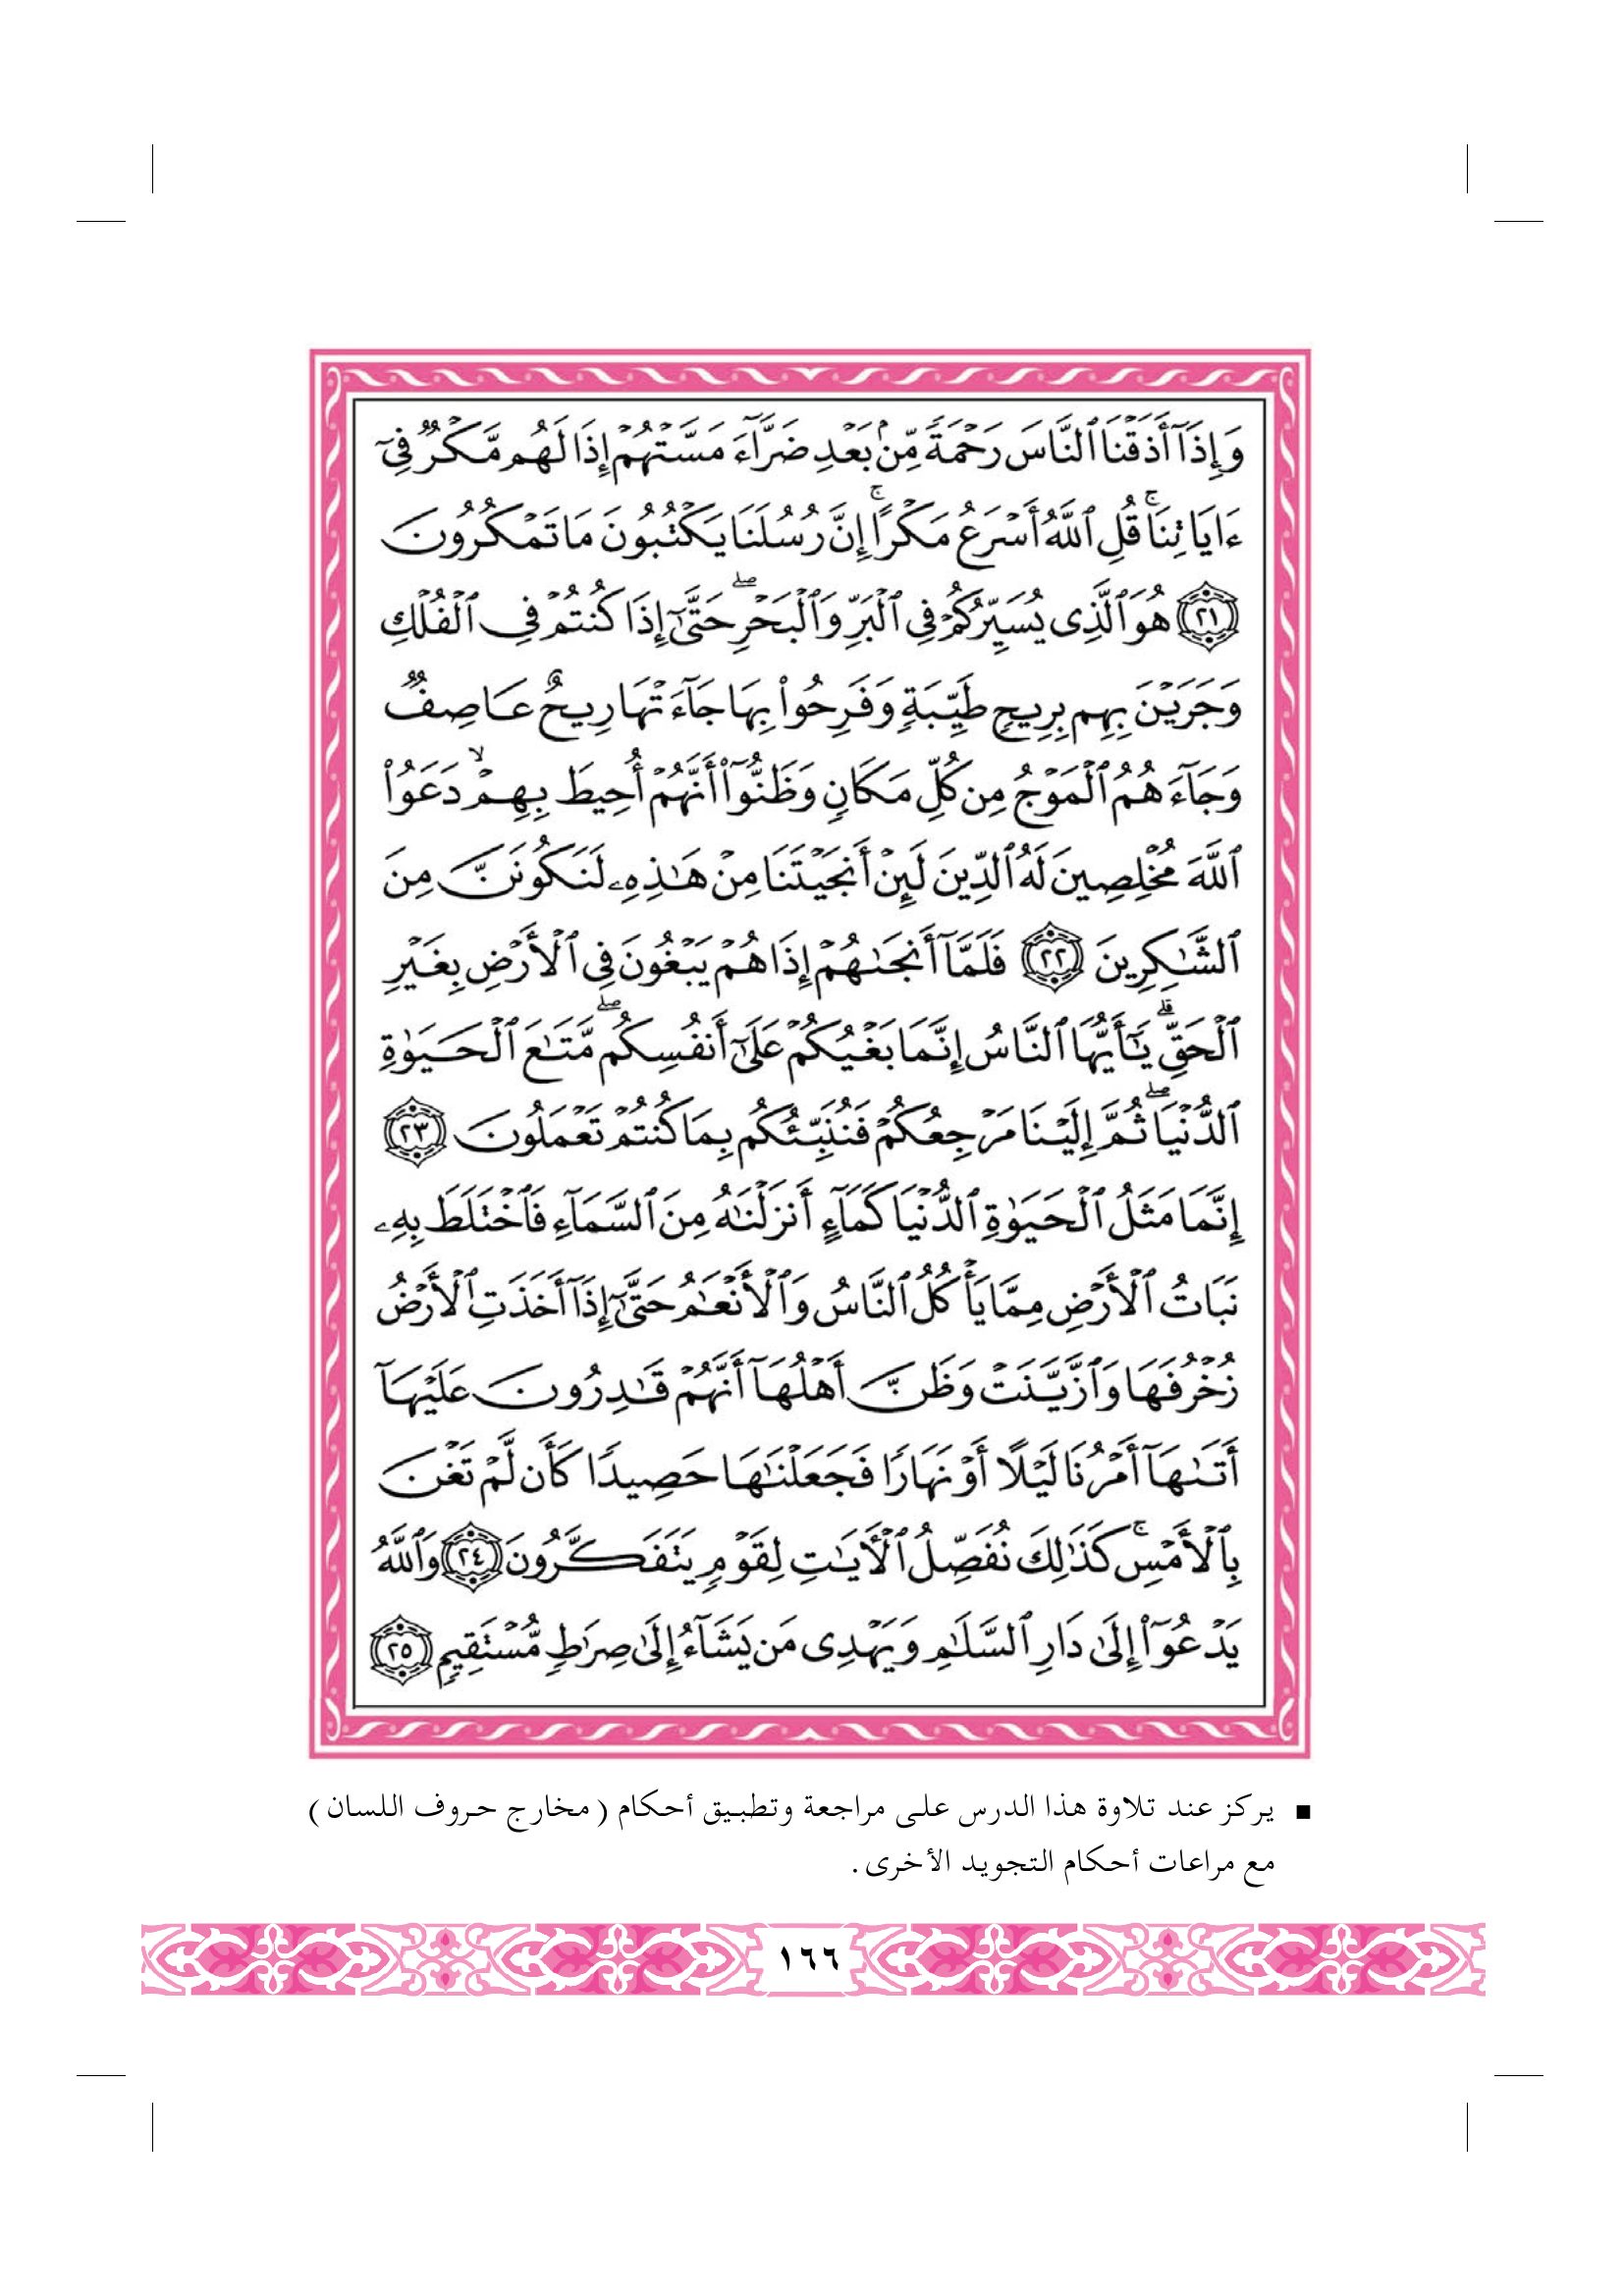 وَإِذَآ أَذَقۡنَا ٱلنَّاسَ رَحۡمَةٗ مِّنۢ بَعۡدِ ضَرَّآءَ مَسَّتۡهُمۡ إِذَا لَهُم مَّكۡرٞ فِيٓ
ءَايَاتِنَاۚ قُلِ ٱللَّهُ أَسۡرَعُ مَكۡرًاۚ إِنَّ رُسُلَنَا يَكۡتُبُونَ مَا تَمۡكُرُونَ
٢١ هُوَ ٱلَّذِي يُسَيِّرُكُمۡ فِي ٱلۡبَرِّ وَٱلۡبَحۡرِۖ حَتَّىٰٓ إِذَا كُنتُمۡ فِي ٱلۡفُلۡكِ
وَجَرَيۡنَ بِهِم بِرِيحٖ طَيِّبَةٖ وَفَرِحُواْ بِهَا جَآءَتۡهَا رِيحٌ عَاصِفٞ
وَجَآءَهُمُ ٱلۡمَوۡجُ مِن كُلِّ مَكَانٖ وَظَنُّوٓاْ أَنَّهُمۡ أُحِيطَ بِهِمۡۙ دَعَوُاْ
ٱللَّهَ مُخۡلِصِينَ لَهُ ٱلدِّينَ لَئِنۡ أَنجَيۡتَنَا مِنۡ هَٰذِهِۦ لَنَكُونَنَّ مِنَ
ٱلشَّٰكِرِينَ ٢٢ فَلَمَّآ أَنجَىٰهُمۡ إِذَا هُمۡ يَبۡغُونَ فِي ٱلۡأَرۡضِ بِغَيۡرِ
ٱلۡحَقِّۗ يَٰٓأَيُّهَا ٱلنَّاسُ إِنَّمَا بَغۡيُكُمۡ عَلَىٰٓ أَنفُسِكُمۖ مَّتَٰعَ ٱلۡحَيَوٰةِ
ٱلدُّنۡيَاۖ ثُمَّ إِلَيۡنَا مَرۡجِعُكُمۡ فَنُنَبِّئُكُم بِمَا كُنتُمۡ تَعۡمَلُونَ ٢٣
إِنَّمَا مَثَلُ ٱلۡحَيَوٰةِ ٱلدُّنۡيَا كَمَآءٍ أَنزَلۡنَٰهُ مِنَ ٱلسَّمَآءِ فَٱخۡتَلَطَ بِهِۦ
نَبَاتُ ٱلۡأَرۡضِ مِمَّا يَأۡكُلُ ٱلنَّاسُ وَٱلۡأَنۡعَٰمُ حَتَّىٰٓ إِذَآ أَخَذَتِ ٱلۡأَرۡضُ
زُخۡرُفَهَا وَٱزَّيَّنَتۡ وَظَنَّ أَهۡلُهَآ أَنَّهُمۡ قَٰدِرُونَ عَلَيۡهَآ
أَتَىٰهَآ أَمۡرُنَا لَيۡلًا أَوۡ نَهَارٗا فَجَعَلۡنَٰهَا حَصِيدٗا كَأَن لَّمۡ تَغۡنَ
بِٱلۡأَمۡسِۚ كَذَٰلِكَ نُفَصِّلُ ٱلۡأٓيَٰتِ لِقَوۡمٖ يَتَفَكَّرُونَ ٢٤ وَٱللَّهُ
يَدۡعُوٓاْ إِلَىٰ دَارِ ٱلسَّلَٰمِ وَيَهۡدِي مَن يَشَآءُ إِلَىٰ صِرَٰطٖ مُّسۡتَقِيمٖ ٢٥
▪ يركز عند تلاوة هذا الدرس على مراجعة وتطبيق أحكام ( مخارج حروف اللسان )
مع مراعات أحكام التجويد الأخرى .
١٦٦